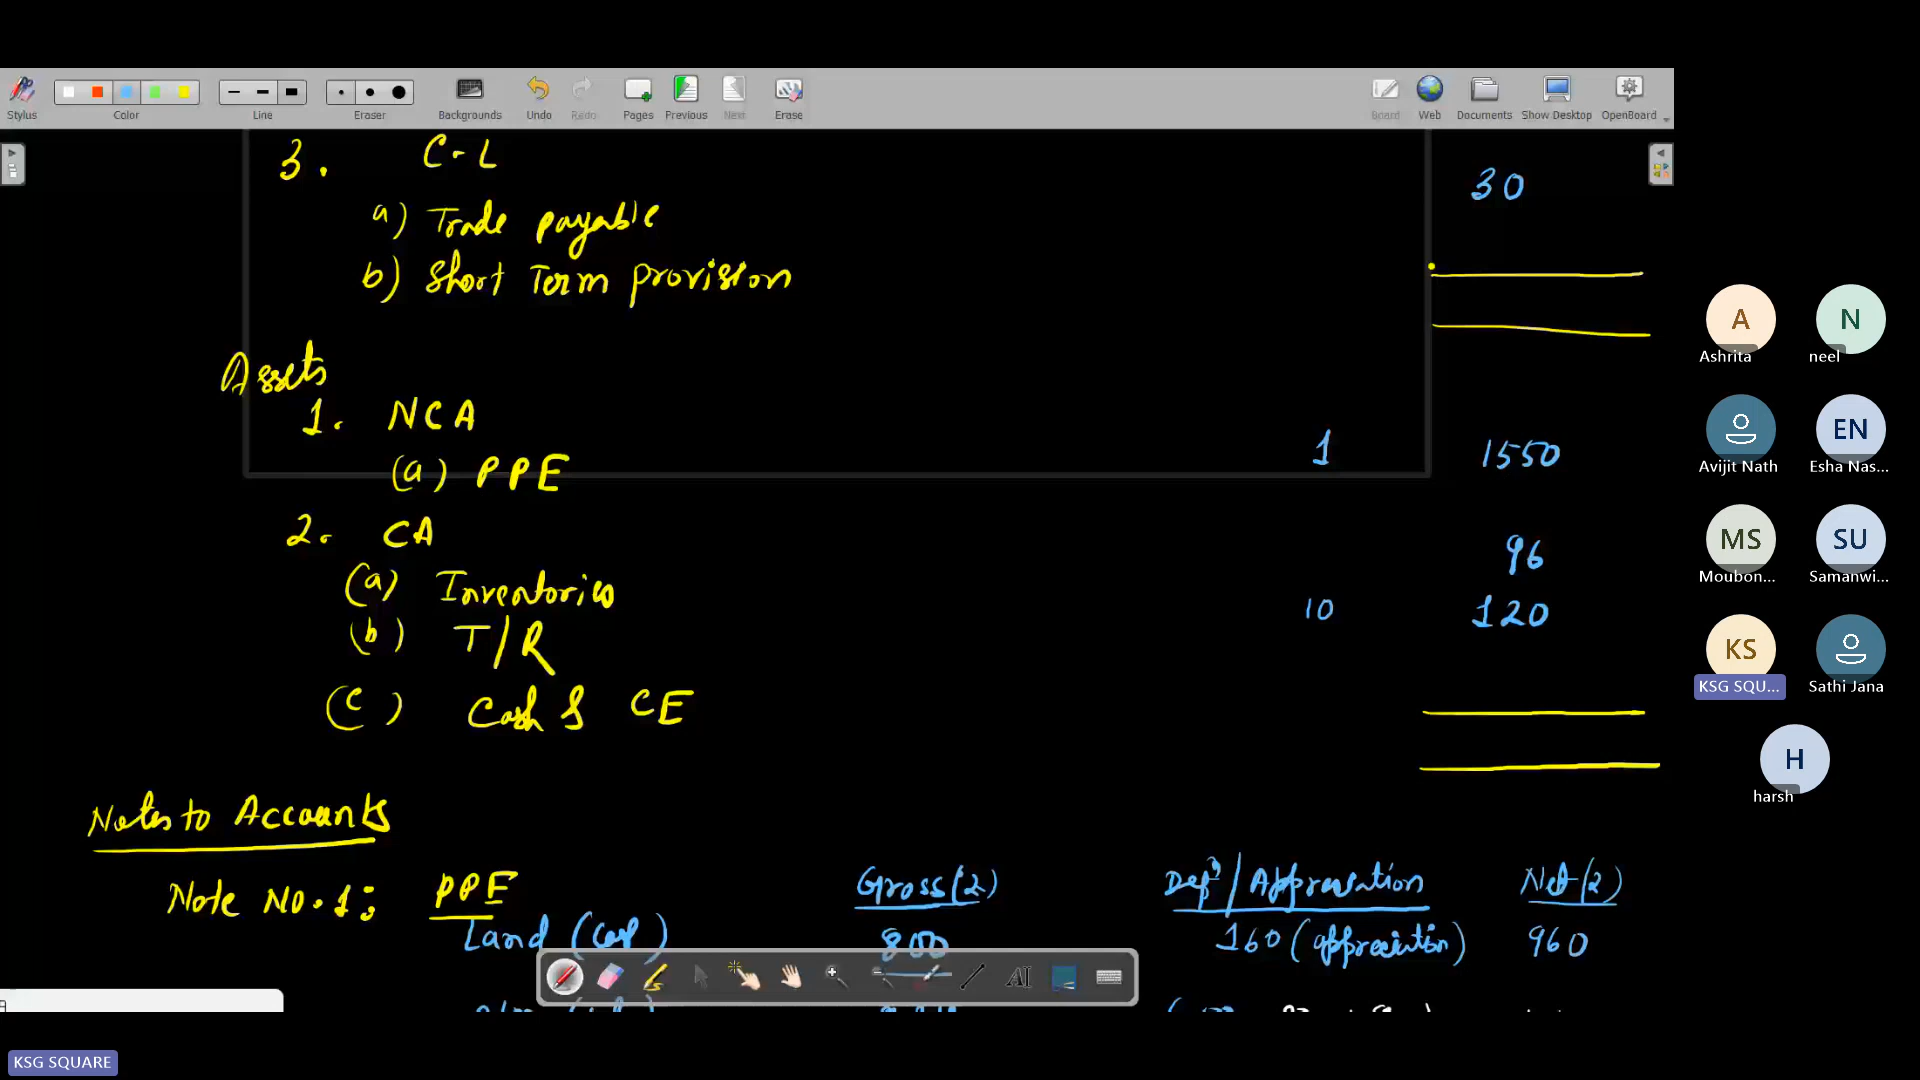 Stylus Color Line Eraser Backgrounds Undo Redo Pages Previous Next Erase Board Web Documents Show Desktop OpenBoard
3. C-L
30
a) Trade payable
b) Short Term provision
Assets
1. NCA
(a) PPE 1 1550
2. CA
(a) Inventories 96
(b) T/R 10 120
(c) Cash & CE
Notes to Accounts
Note No. 1: PPE Gross(2) Depn/Appreciation Net(2)
Land 800 160 (appreciation) 960
A N
Ashrita neel
EN
Avijit Nath Esha Nas...
MS SU
Moubon... Samanwi...
KS
KSG SQU... Sathi Jana
H
harsh
KSG SQUARE